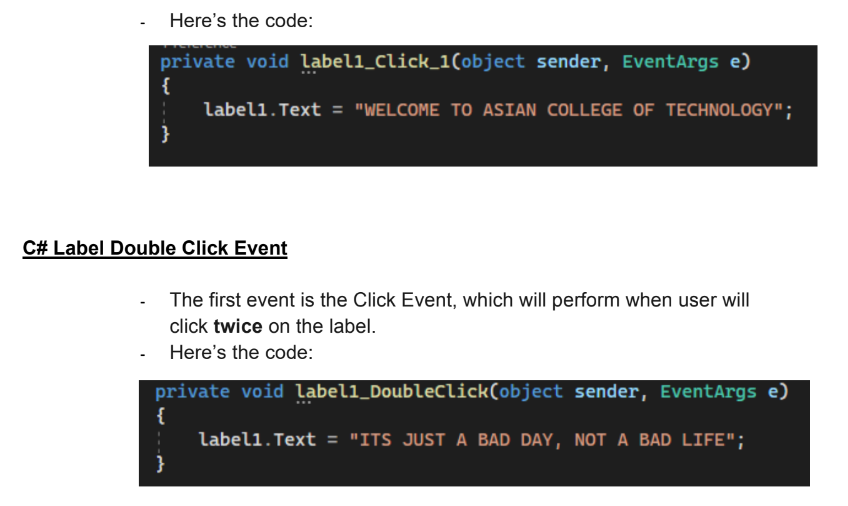 - Here’s the code:
private void label1_Click_1(object sender, EventArgs e)
{
label1.Text = "WELCOME TO ASIAN COLLEGE OF TECHNOLOGY";
}
C# Label Double Click Event
- The first event is the Click Event, which will perform when user will
click twice on the label.
- Here’s the code:
private void label1_DoubleClick(object sender, EventArgs e)
{
label1.Text = "ITS JUST A BAD DAY, NOT A BAD LIFE";
}